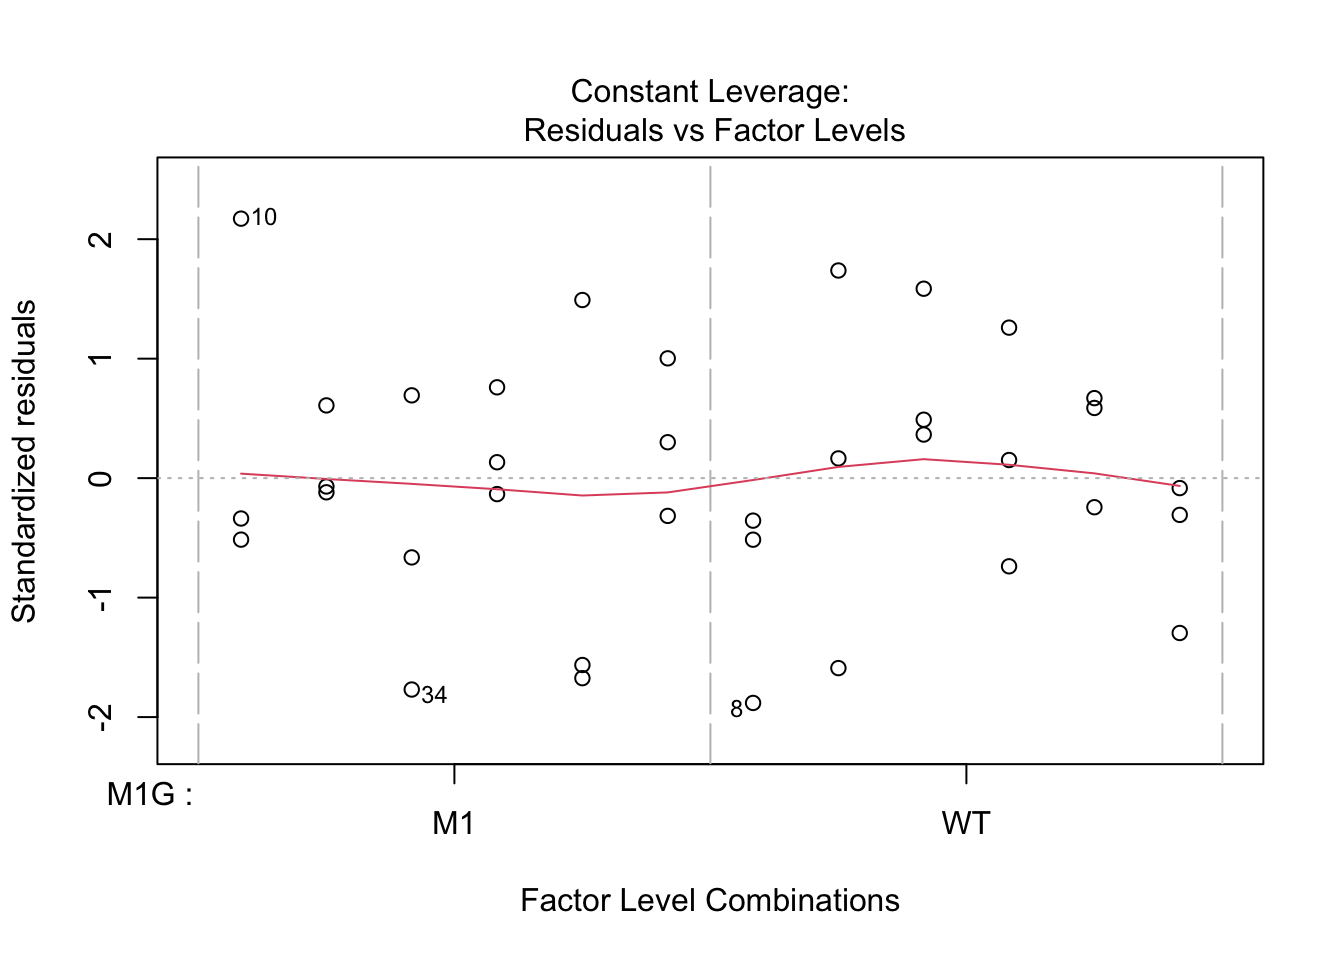 Constant Leverage:
Residuals vs Factor Levels
Standardized residuals
2
1
0
-1
-2
10
34
8
M1G :
M1
WT
Factor Level Combinations